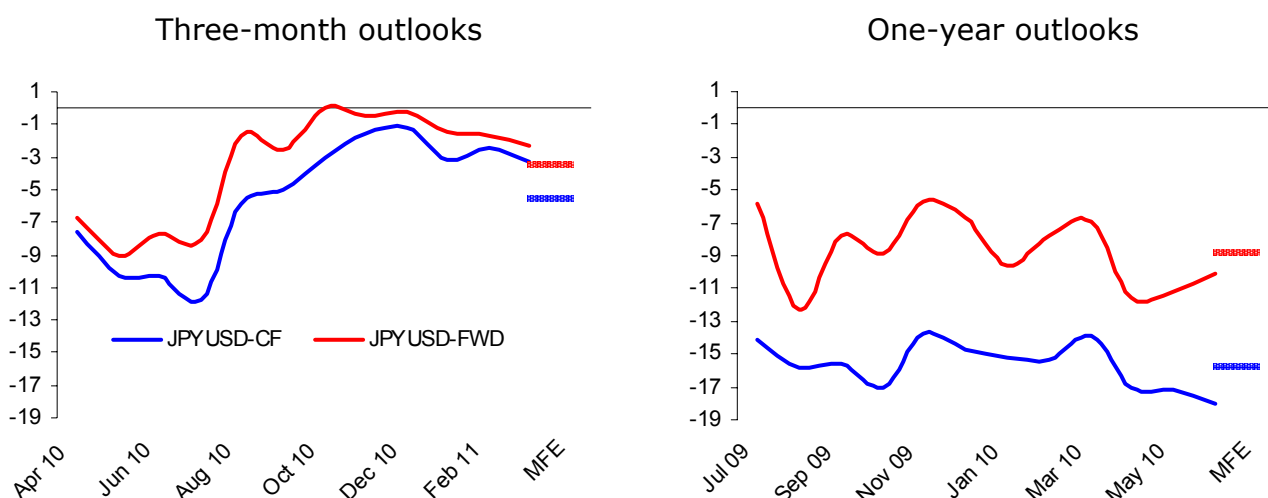 Three-month outlooks
1
-1
-3
-5
-7
-9
-11
-13
-15
-17
-19
JPYUSD-CF
JPYUSD-FWD
Apr 10
Jun 10
Aug 10
Oct 10
Dec 10
Feb 11
MFE
One-year outlooks
1
-1
-3
-5
-7
-9
-11
-13
-15
-17
-19
Jul 09
Sep 09
Nov 09
Jan 10
Mar 10
May 10
MFE